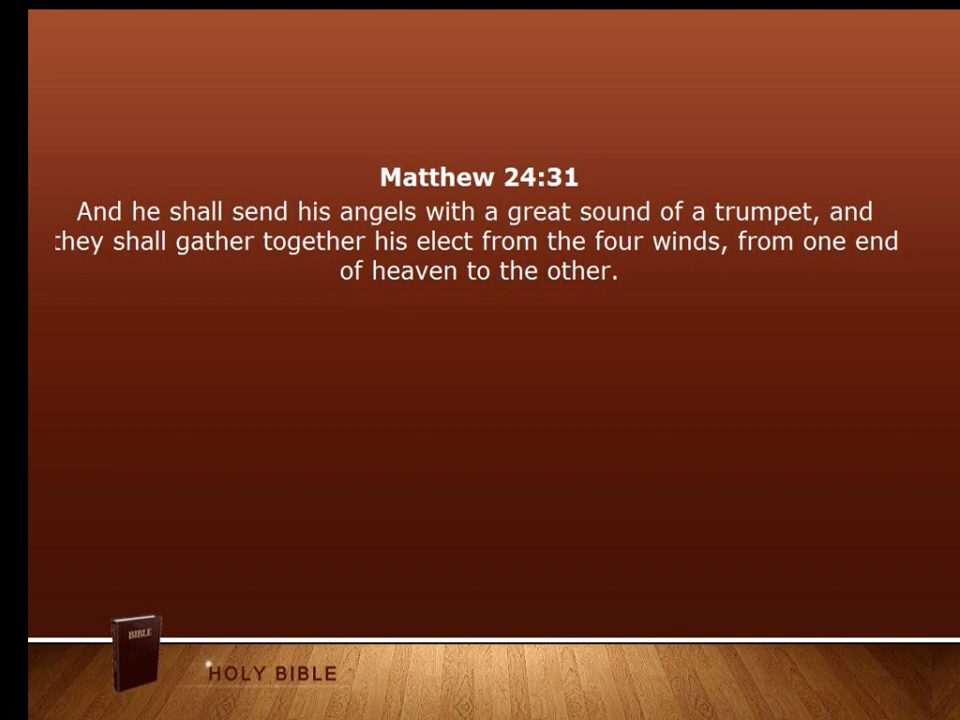 Matthew 24:31
And he shall send his angels with a great sound of a trumpet, and
they shall gather together his elect from the four winds, from one end
of heaven to the other.
BIBLE
HOLY BIBLE